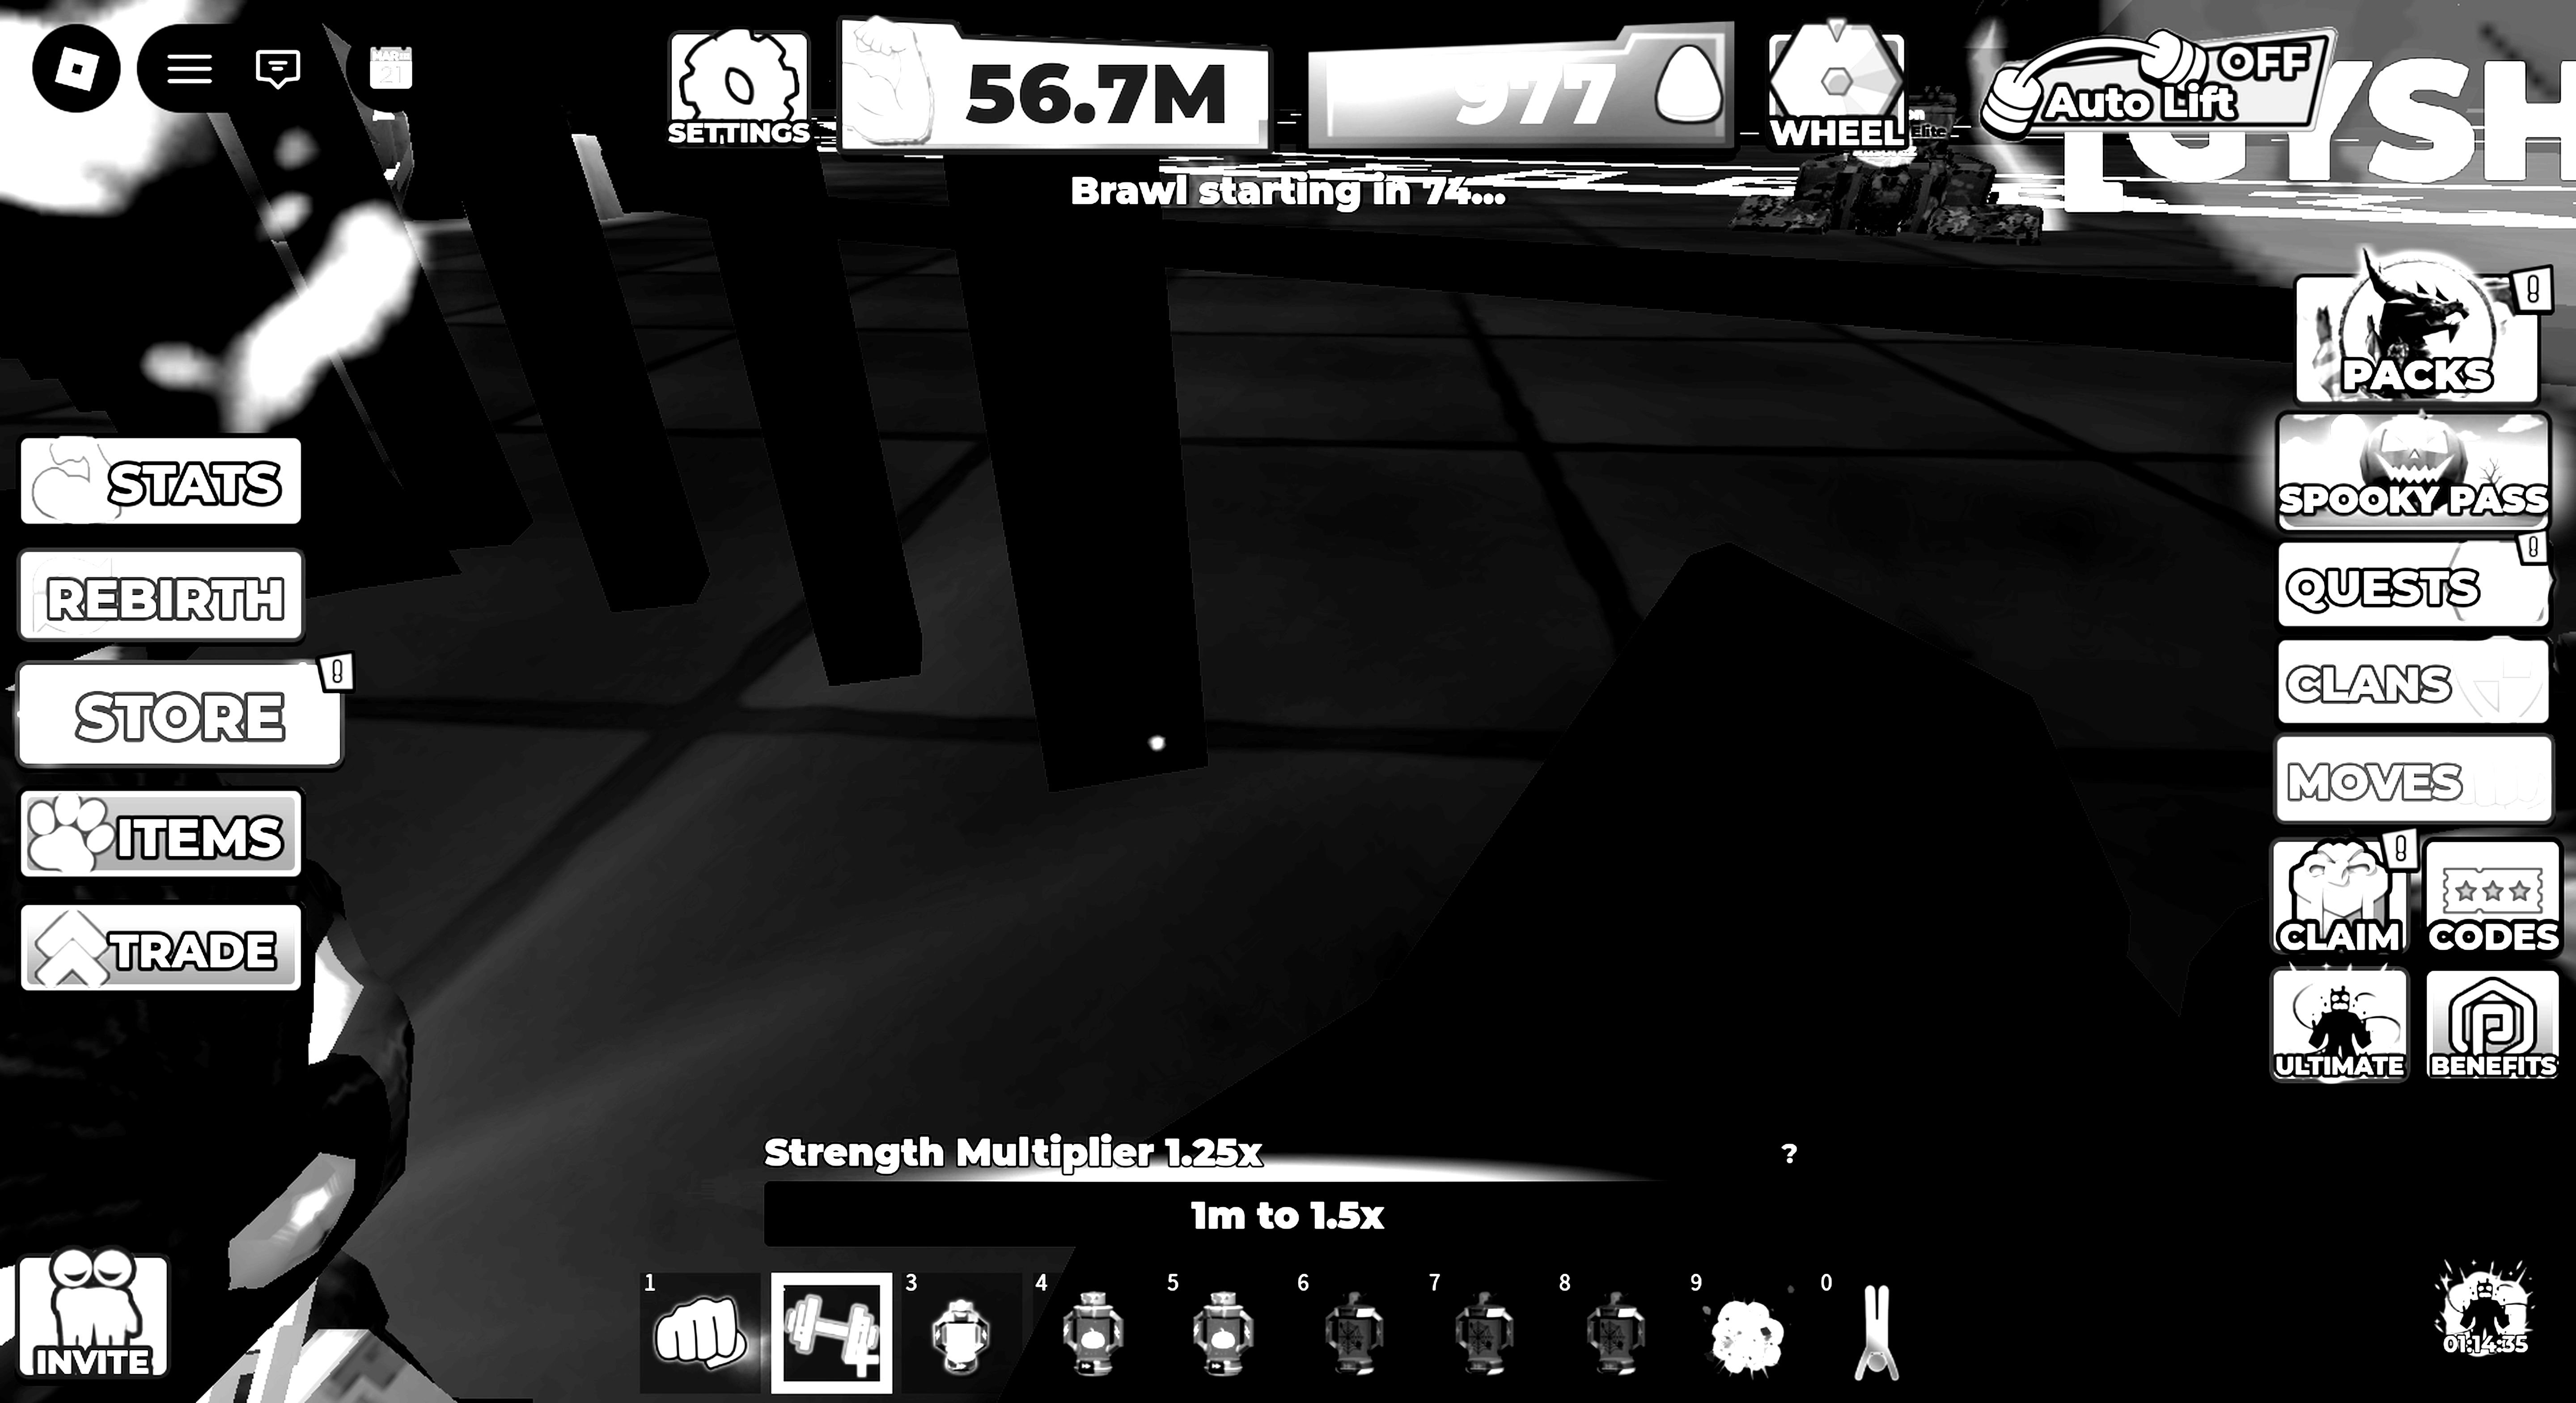 SETTINGS
56.7M
977
WHEEL
OFF
Auto Lift
Elite
Brawl starting in 74...
STATS
REBIRTH
STORE
ITEMS
TRADE
INVITE
PACKS
SPOOKY PASS
QUESTS
CLANS
MOVES
CLAIM
CODES
ULTIMATE
BENEFITS
Strength Multiplier 1.25x
?
1m to 1.5x
1
3
4
5
6
7
8
9
0
01:14:35
21